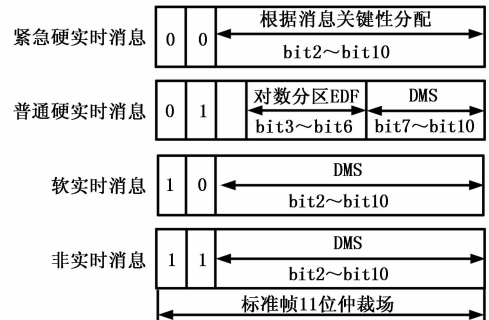 根据消息关键性分配
紧急硬实时消息 0 0
bit2～bit10
对数分区EDF DMS
普通硬实时消息 0 1
bit3～bit6 bit7～bit10
DMS
软实时消息 1 0
bit2～bit10
DMS
非实时消息 1 1
bit2～bit10
标准帧11位仲裁场